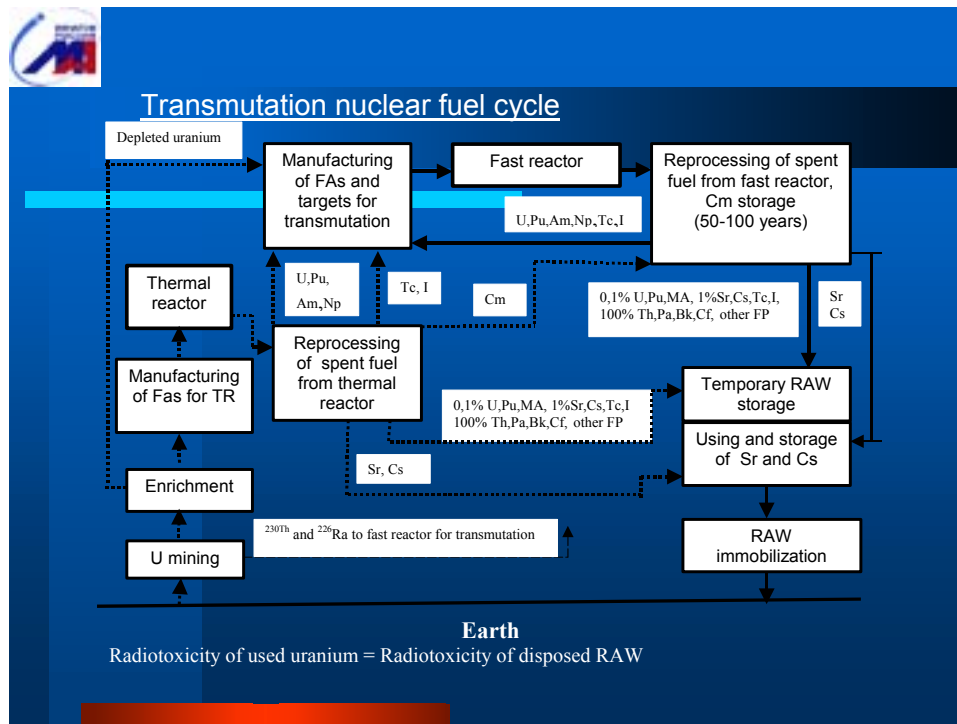 Transmutation nuclear fuel cycle
Depleted uranium
Manufacturing
of FAs and
targets for
transmutation
Fast reactor
Reprocessing of spent
fuel from fast reactor,
Cm storage
(50-100 years)
U,Pu,Am,Np,Tc,I
Thermal
reactor
U,Pu,
Am,Np
Tc, I
Cm
0,1% U,Pu,MA, 1%Sr,Cs,Tc,I,
100% Th,Pa,Bk,Cf, other FP
Sr
Cs
Reprocessing
of spent fuel
from thermal
reactor
Manufacturing
of Fas for TR
Temporary RAW
storage
0,1% U,Pu,MA, 1%Sr,Cs,Tc,I
100% Th,Pa,Bk,Cf, other FP
Using and storage
of Sr and Cs
Sr, Cs
Enrichment
²³⁰Th and ²²⁶Ra to fast reactor for transmutation
RAW
immobilization
U mining
Earth
Radiotoxicity of used uranium = Radiotoxicity of disposed RAW